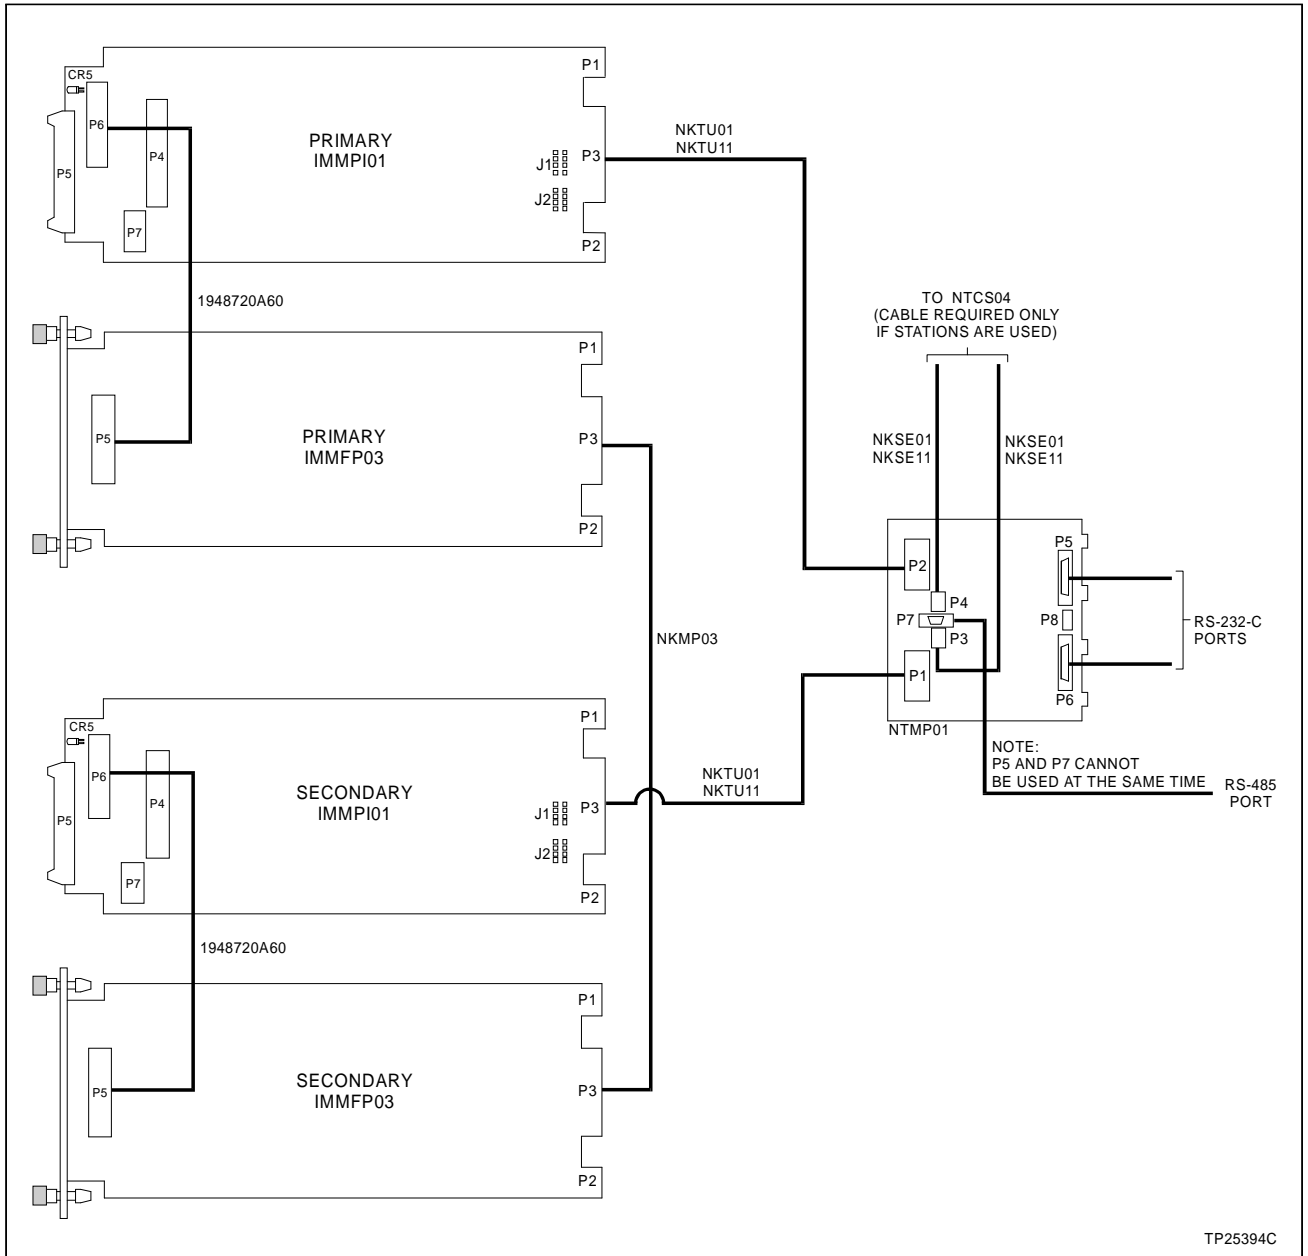 CR5
P6
P4
P5
P7
PRIMARY
IMMPI01
J1
J2
P1
P3
P2
NKTU01
NKTU11
1948720A60
P5
PRIMARY
IMMFP03
P1
P3
P2
NKMP03
TO NTCS04
(CABLE REQUIRED ONLY
IF STATIONS ARE USED)
NKSE01
NKSE11
NKSE01
NKSE11
P2
P4
P7
P3
P1
P5
P8
P6
RS-232-C
PORTS
NTMP01
NOTE:
P5 AND P7 CANNOT
BE USED AT THE SAME TIME
RS-485
PORT
CR5
P6
P4
P5
P7
SECONDARY
IMMPI01
J1
J2
P1
P3
P2
NKTU01
NKTU11
1948720A60
P5
SECONDARY
IMMFP03
P1
P3
P2
TP25394C